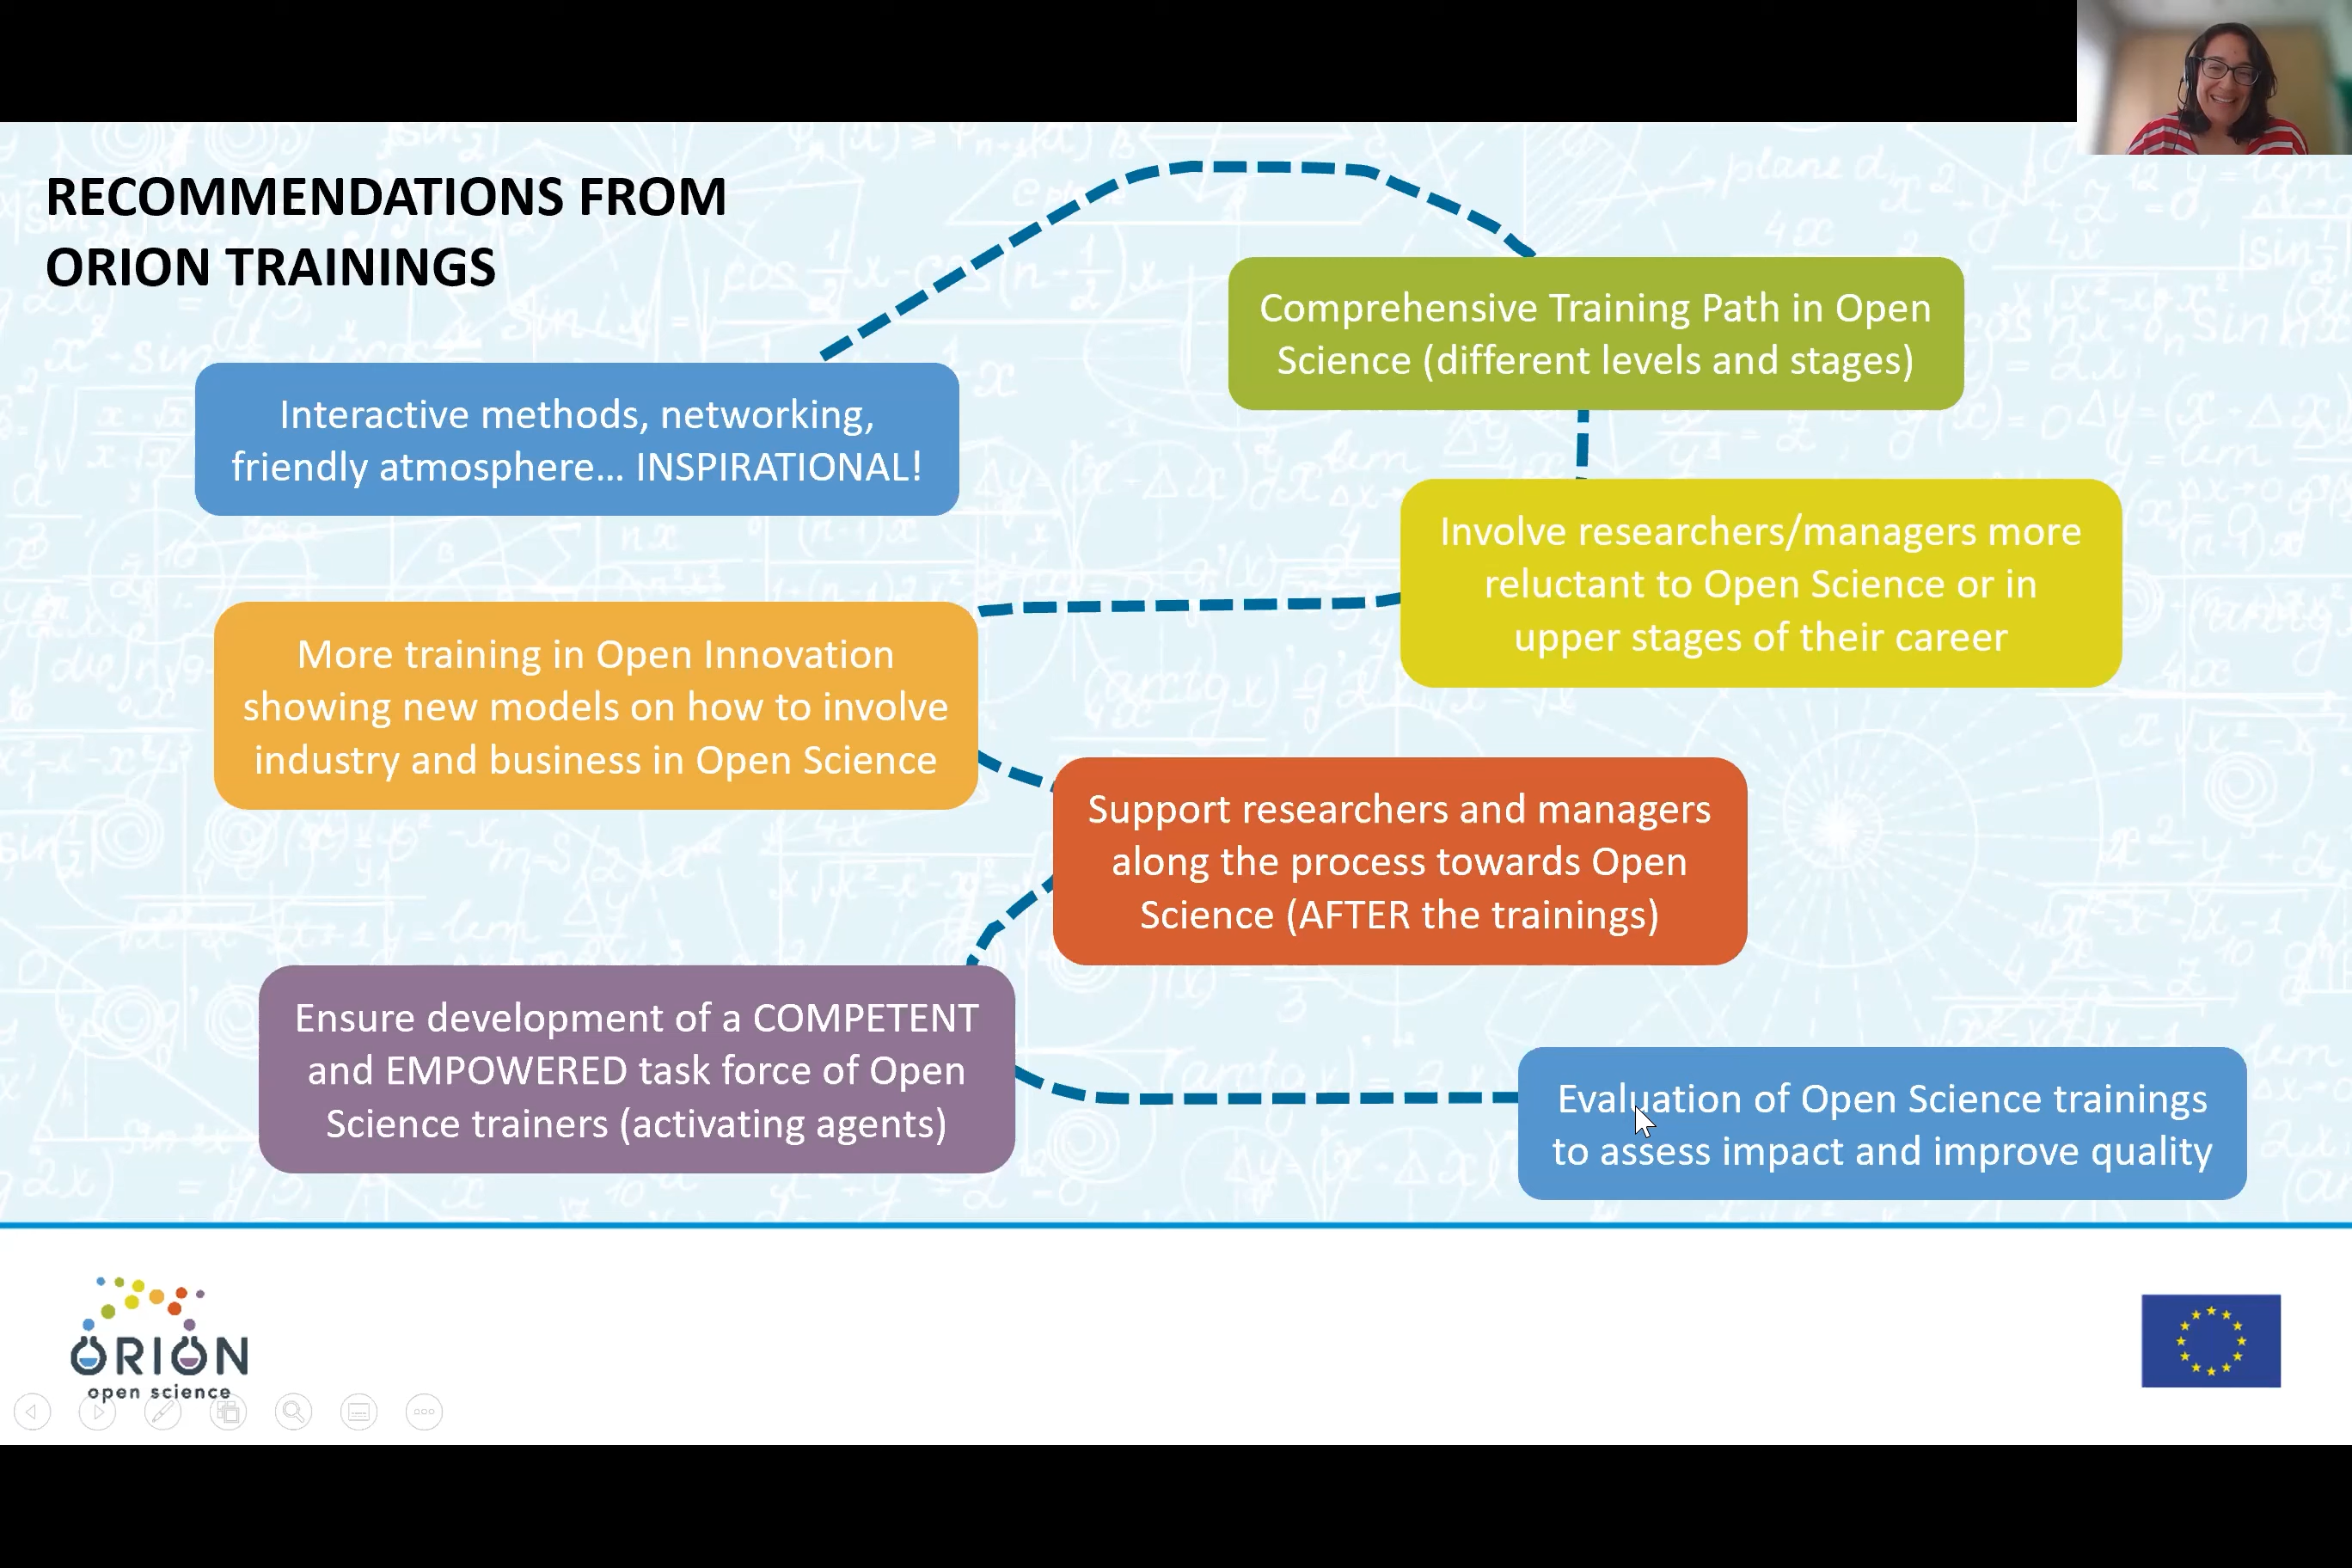 RECOMMENDATIONS FROM
ORION TRAININGS
Interactive methods, networking,
friendly atmosphere... INSPIRATIONAL!
Comprehensive Training Path in Open
Science (different levels and stages)
Involve researchers/managers more
reluctant to Open Science or in
upper stages of their career
More training in Open Innovation
showing new models on how to involve
industry and business in Open Science
Support researchers and managers
along the process towards Open
Science (AFTER the trainings)
Ensure development of a COMPETENT
and EMPOWERED task force of Open
Science trainers (activating agents)
Evaluation of Open Science trainings
to assess impact and improve quality
ORION
open science